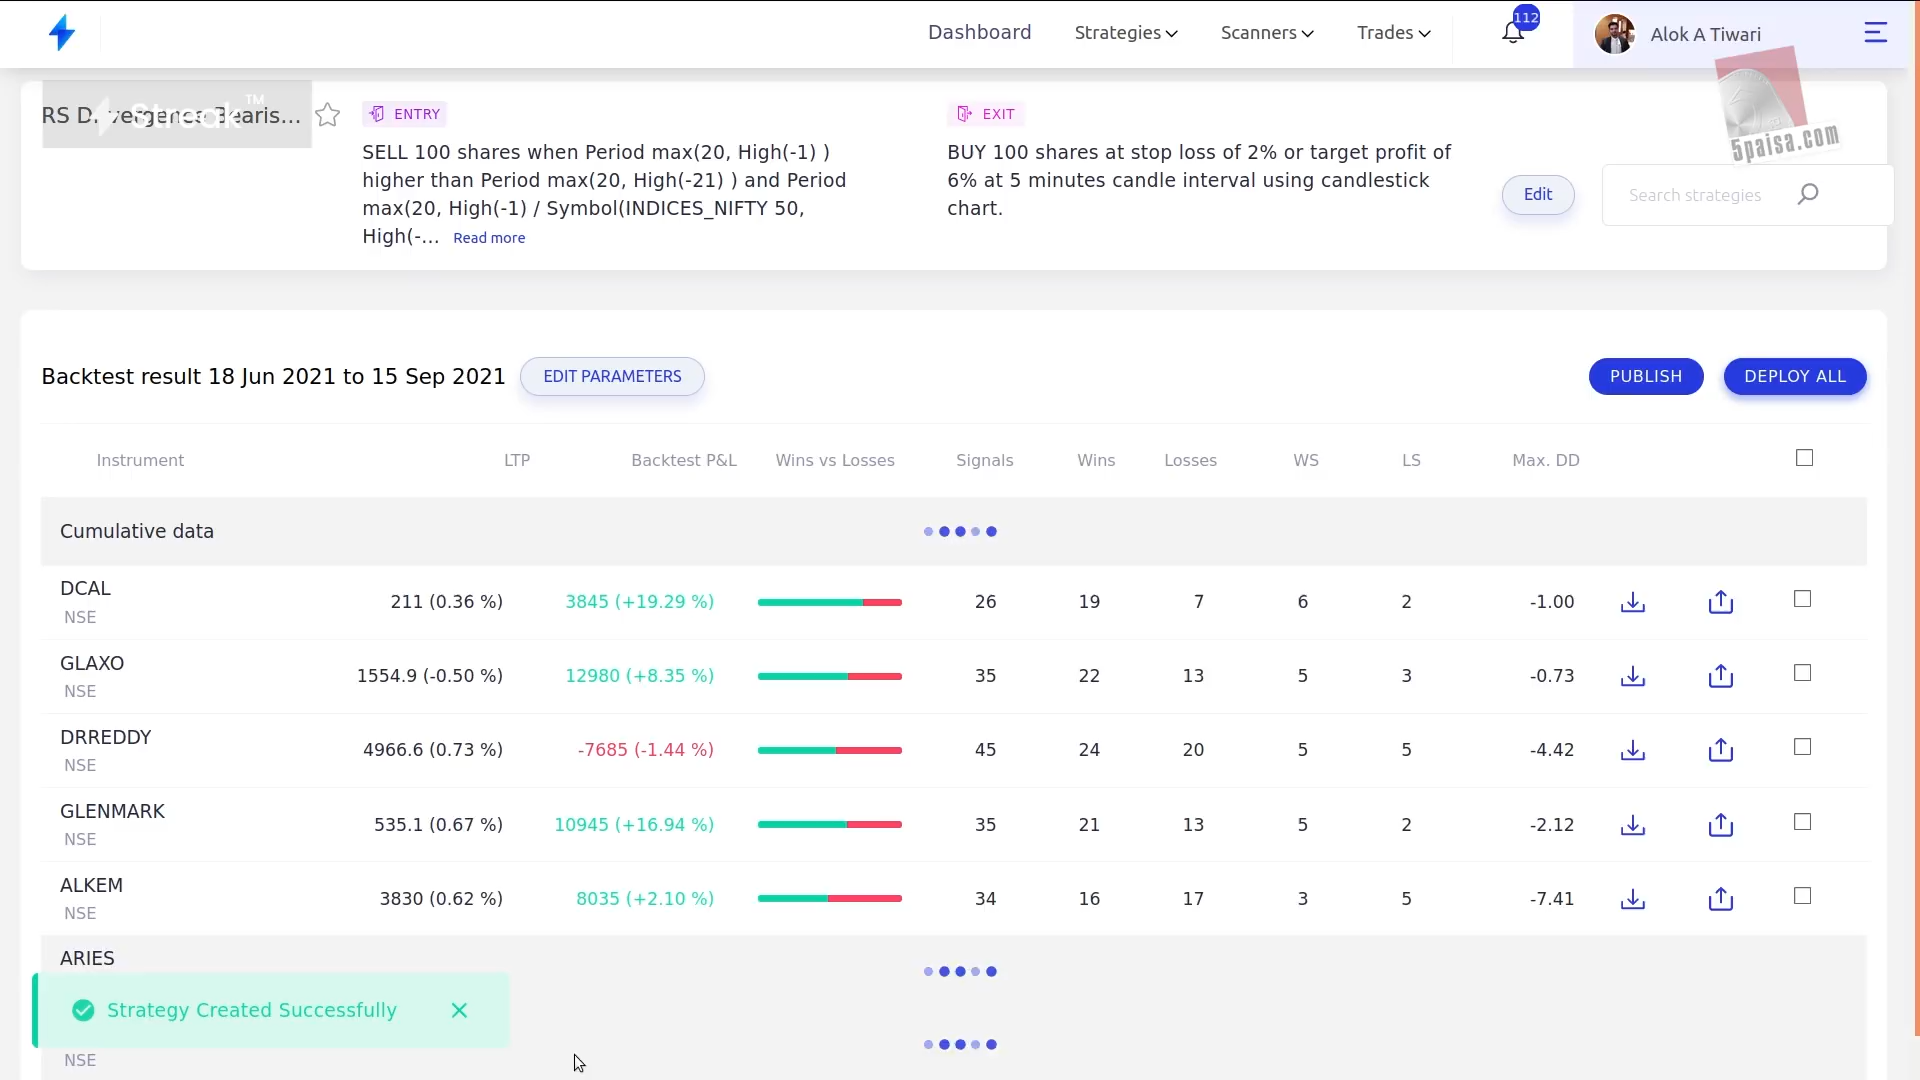 Dashboard
Strategies
Scanners
Trades
112
Alok A Tiwari
Streak™
RS Divergence Bearis...
ENTRY
SELL 100 shares when Period max(20, High(-1) )
higher than Period max(20, High(-21) ) and Period
max(20, High(-1) / Symbol(INDICES_NIFTY 50,
High(-... Read more
EXIT
BUY 100 shares at stop loss of 2% or target profit of
6% at 5 minutes candle interval using candlestick
chart.
Edit
Search strategies
5paisa.com
Backtest result 18 Jun 2021 to 15 Sep 2021
EDIT PARAMETERS
PUBLISH
DEPLOY ALL
Instrument LTP Backtest P&L Wins vs Losses Signals Wins Losses WS LS Max. DD
Cumulative data
DCAL
NSE
211 (0.36 %) 3845 (+19.29 %) 26 19 7 6 2 -1.00
GLAXO
NSE
1554.9 (-0.50 %) 12980 (+8.35 %) 35 22 13 5 3 -0.73
DRREDDY
NSE
4966.6 (0.73 %) -7685 (-1.44 %) 45 24 20 5 5 -4.42
GLENMARK
NSE
535.1 (0.67 %) 10945 (+16.94 %) 35 21 13 5 2 -2.12
ALKEM
NSE
3830 (0.62 %) 8035 (+2.10 %) 34 16 17 3 5 -7.41
ARIES
Strategy Created Successfully
NSE